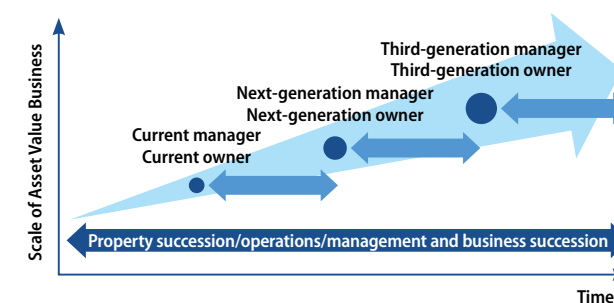 Scale of Asset Value Business
Third-generation manager
Third-generation owner
Next-generation manager
Next-generation owner
Current manager
Current owner
Property succession/operations/management and business succession
Time